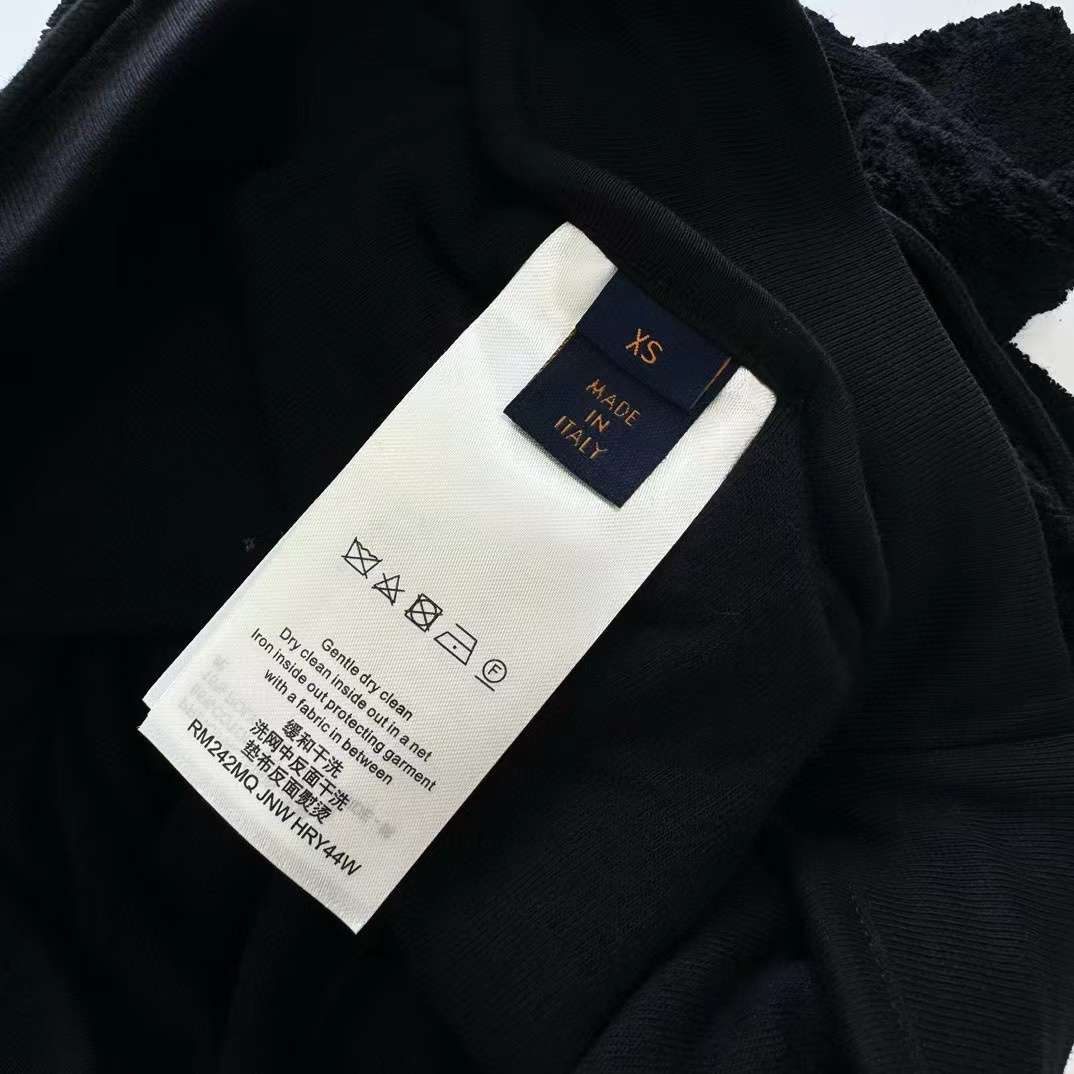 XS
MADE
IN
ITALY
F
Gentle dry clean
Dry clean inside out in a net
Iron inside out protecting garment
with a fabric in between
缓和干洗
洗网中反面干洗
垫布反面熨烫
RM242MQ JNW HRY44W